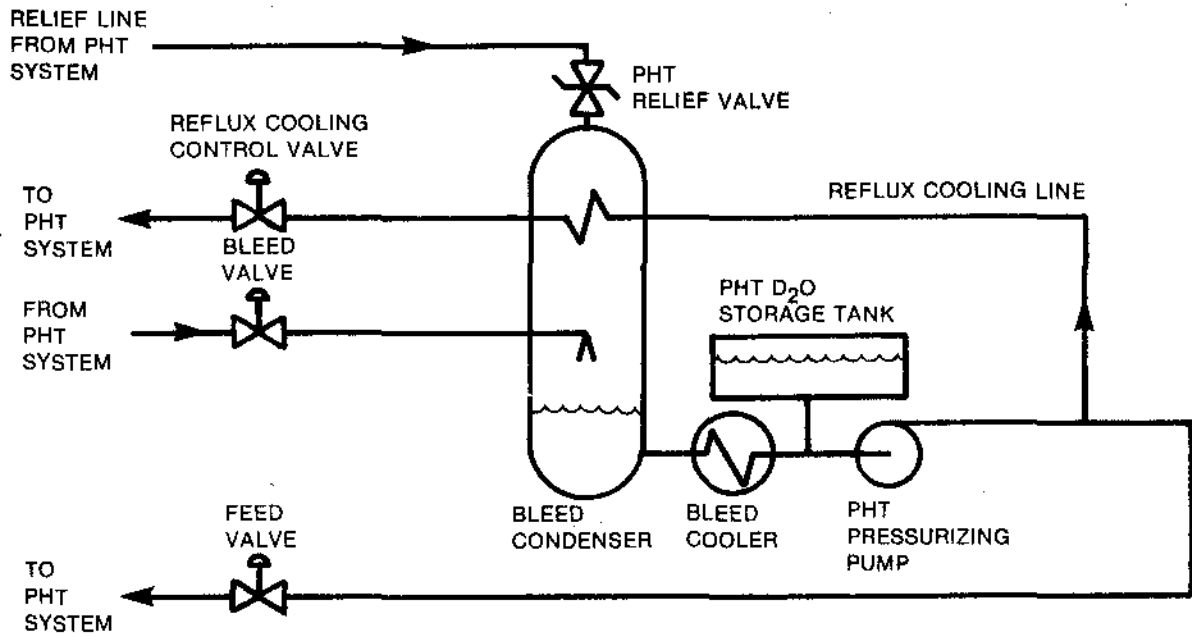 RELIEF LINE
FROM PHT
SYSTEM
PHT
RELIEF VALVE
REFLUX COOLING
CONTROL VALVE
TO
PHT
SYSTEM
REFLUX COOLING LINE
BLEED
VALVE
FROM
PHT
SYSTEM
PHT D₂O
STORAGE TANK
BLEED
CONDENSER
BLEED
COOLER
PHT
PRESSURIZING
PUMP
FEED
VALVE
TO
PHT
SYSTEM